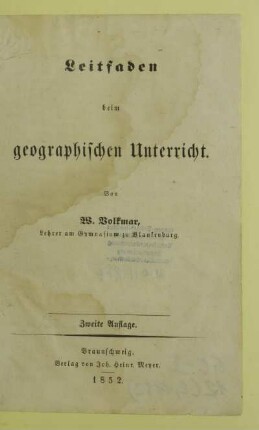 Leitfaden
beim
geographischen Unterricht.
Von
W. Volkmar,
Lehrer am Gymnasium zu Blankenburg.
Zweite Auflage.
Braunschweig,
Verlag von Joh. Heinr. Meyer.
1852.